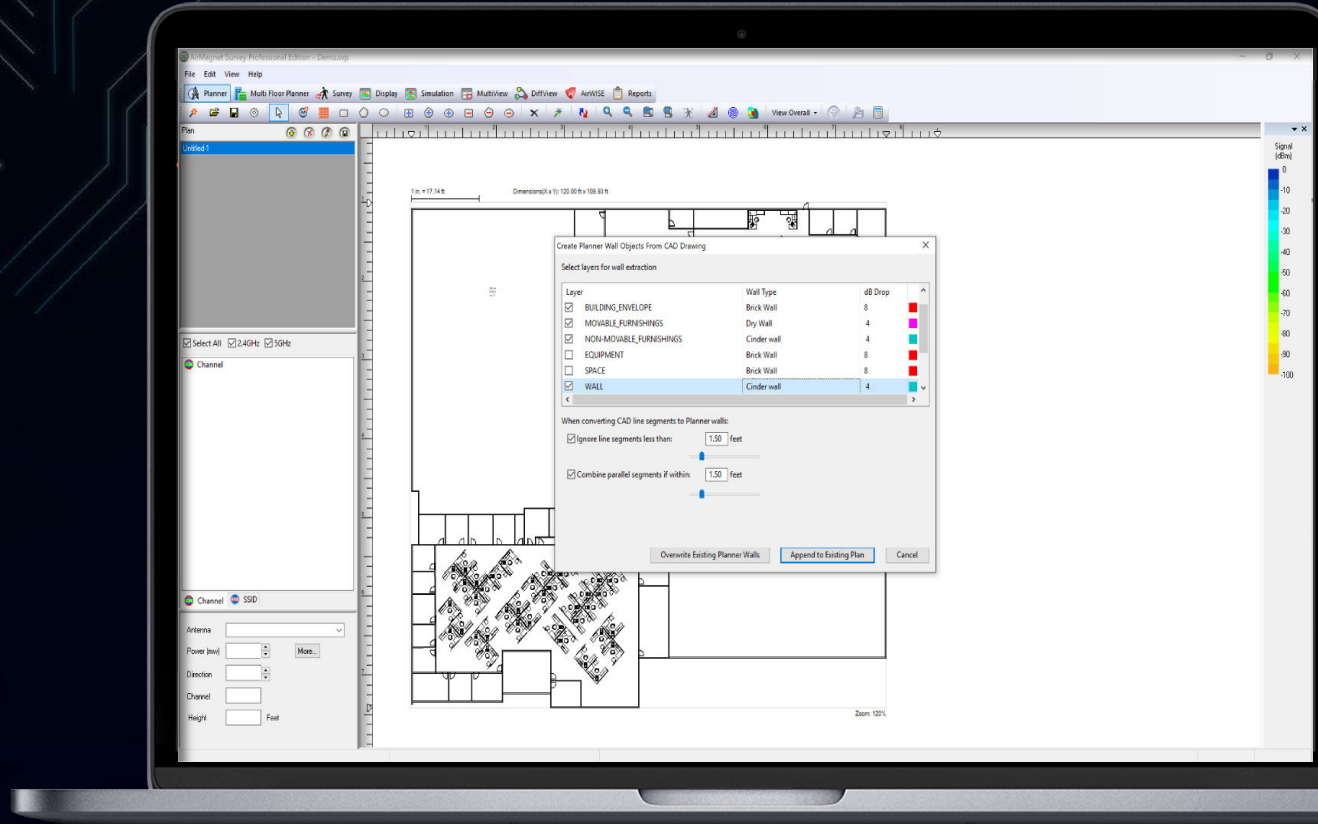 AirMagnet Survey Professional Edition - Demo.svp
File Edit View Help
Planner Multi Floor Planner Survey Display Simulation MultiView DiffView AirWISE Reports
View Overall
Plan
Untitled-1
1 in. = 17.14 ft Dimensions(X x Y): 120.00 ft x 109.93 ft
Signal
(dBm)
0
-10
-20
-30
-40
-50
-60
-70
-80
-90
-100
Create Planner Wall Objects From CAD Drawing
Select layers for wall extraction
Layer Wall Type dB Drop
BUILDING_ENVELOPE Brick Wall 8
MOVABLE_FURNISHINGS Dry Wall 4
NON-MOVABLE_FURNISHINGS Cinder wall 4
EQUIPMENT Brick Wall 8
SPACE Brick Wall 8
WALL Cinder wall 4
When converting CAD line segments to Planner walls:
Ignore line segments less than: 1.50 feet
Combine parallel segments if within: 1.50 feet
Overwrite Existing Planner Walls Append to Existing Plan Cancel
Select All 2.4GHz 5GHz
Channel
Channel SSID
Antenna
Power (mw) More...
Direction
Channel
Height Feet
Zoom: 120%